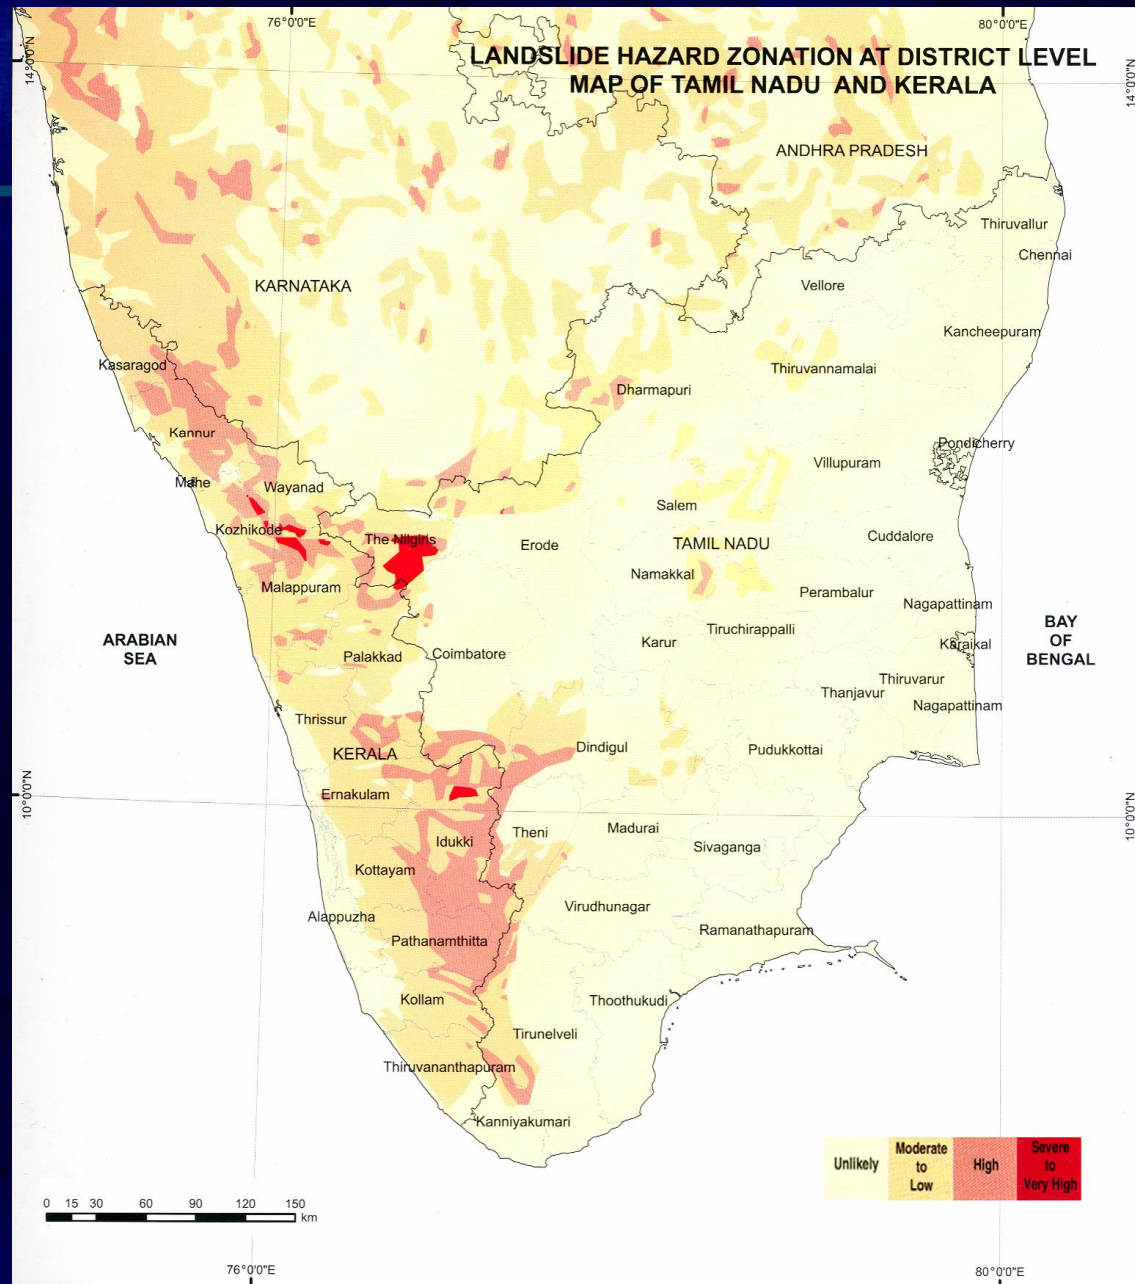 76°0'0"E
80°0'0"E
LANDSLIDE HAZARD ZONATION AT DISTRICT LEVEL
MAP OF TAMIL NADU AND KERALA
14°0'0"N
14°0'0"N
ANDHRA PRADESH
Thiruvallur
Chennai
KARNATAKA
Vellore
Kancheepuram
Kasaragod
Thiruvannamalai
Dharmapuri
Kannur
Pondicherry
Villupuram
Mahe
Wayanad
Salem
Kozhikode
The Nilgiris
Erode
TAMIL NADU
Cuddalore
Namakkal
Malappuram
Perambalur
Nagapattinam
ARABIAN
SEA
BAY
OF
BENGAL
Tiruchirappalli
Karur
Karaikal
Palakkad
Coimbatore
Thiruvarur
Thanjavur
Nagapattinam
Thrissur
KERALA
Dindigul
Pudukkottai
10°0'0"N
10°0'0"N
Ernakulam
Idukki
Theni
Madurai
Sivaganga
Kottayam
Alappuzha
Virudhunagar
Pathanamthitta
Ramanathapuram
Kollam
Thoothukudi
Tirunelveli
Thiruvananthapuram
Kanniyakumari
Unlikely
Moderate
to
Low
High
Severe
to
Very High
0 15 30 60 90 120 150
km
76°0'0"E
80°0'0"E